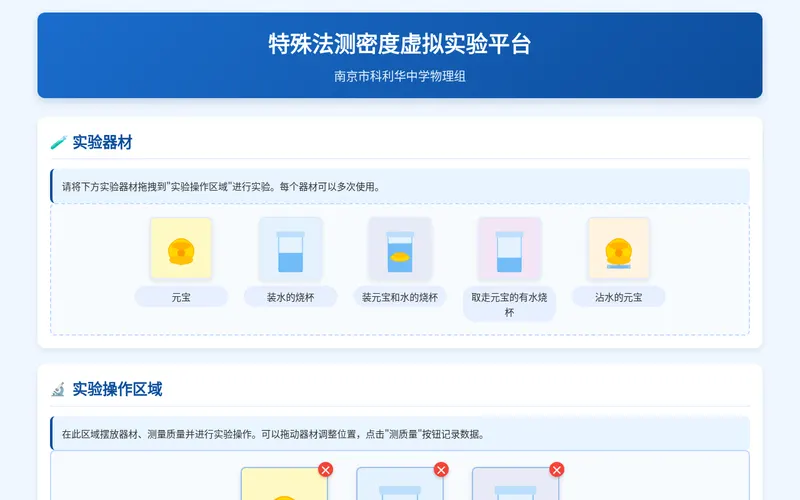 特殊法测密度虚拟实验平台
南京市科利华中学物理组
实验器材
请将下方实验器材拖拽到"实验操作区域"进行实验。每个器材可以多次使用。
元宝
装水的烧杯
装元宝和水的烧杯
取走元宝的有水烧
杯
沾水的元宝
实验操作区域
在此区域摆放器材、测量质量并进行实验操作。可以拖动器材调整位置，点击"测质量"按钮记录数据。